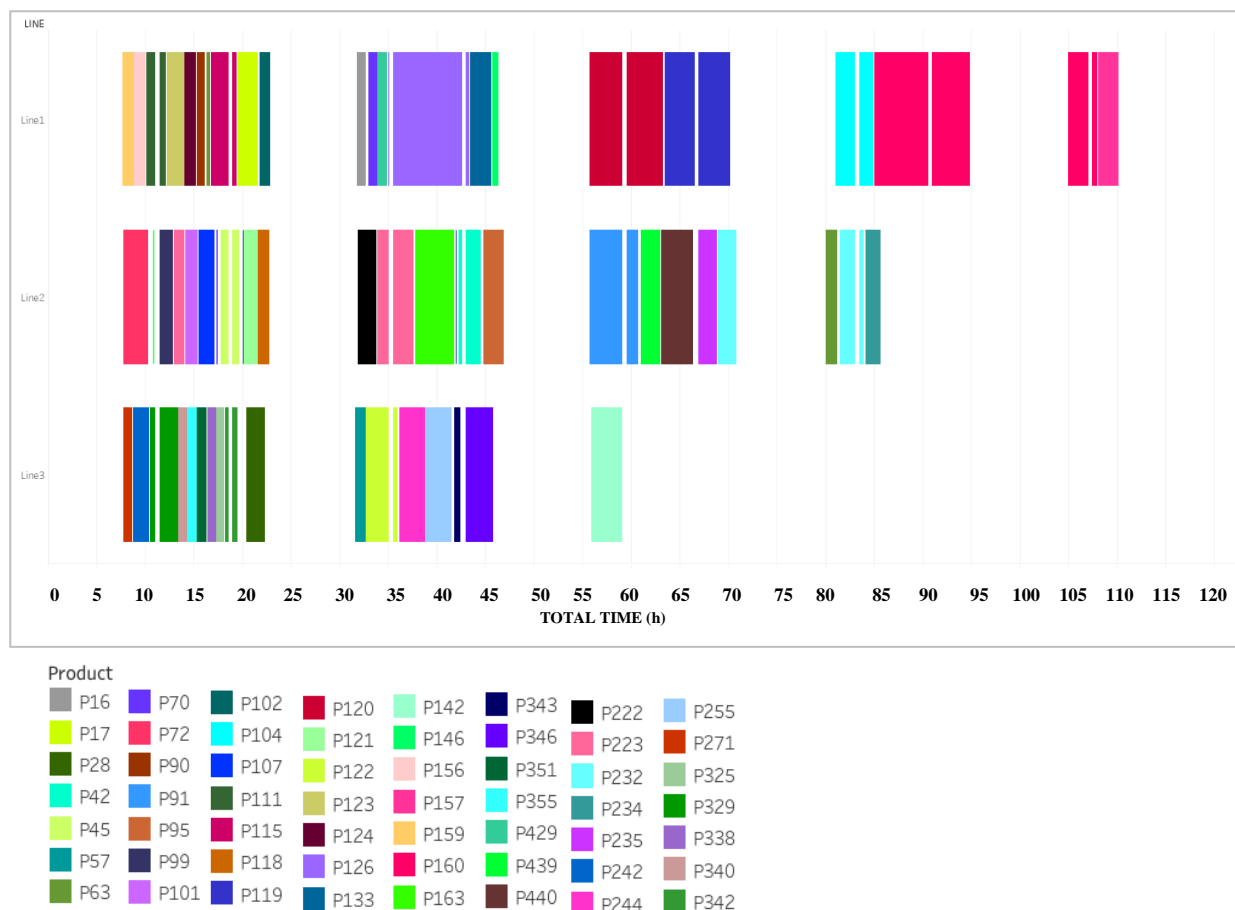 LINE
Line1
Line2
Line3
0 5 10 15 20 25 30 35 40 45 50 55 60 65 70 75 80 85 90 95 100 105 110 115 120
TOTAL TIME (h)
Product
P16 P70 P102 P120 P142 P343 P222 P255
P17 P72 P104 P121 P146 P346 P223 P271
P28 P90 P107 P122 P156 P351 P232 P325
P42 P91 P111 P123 P157 P355 P234 P329
P45 P95 P115 P124 P159 P429 P235 P338
P57 P99 P118 P126 P160 P439 P242 P340
P63 P101 P119 P133 P163 P440 P244 P342